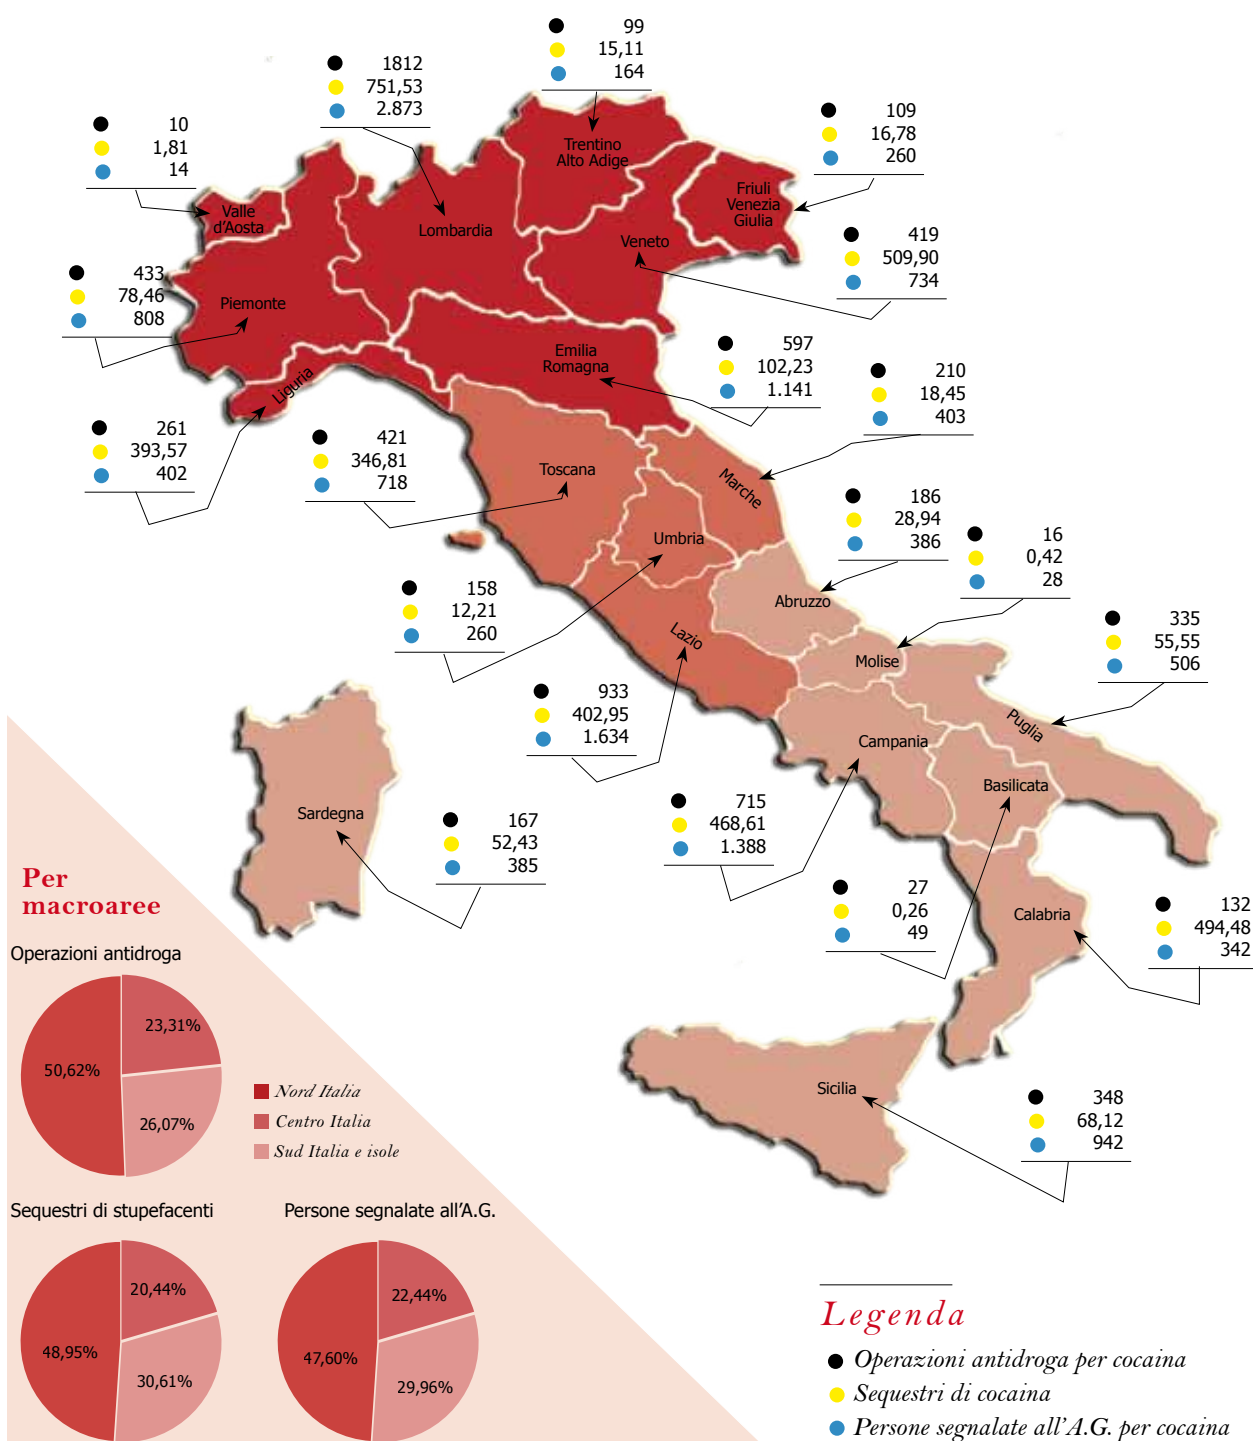 99
15,11
164
1812
751,53
2.873
109
16,78
260
10
1,81
14
Trentino
Alto Adige
Friuli
Venezia
Giulia
Valle
d'Aosta
Lombardia
Veneto
419
509,90
734
433
78,46
808
Piemonte
Emilia
Romagna
597
102,23
1.141
210
18,45
403
Liguria
261
393,57
402
421
346,81
718
Toscana
Marche
186
28,94
386
16
0,42
28
Umbria
158
12,21
260
Abruzzo
Lazio
Molise
335
55,55
506
933
402,95
1.634
Puglia
Campania
Basilicata
Sardegna
167
52,43
385
715
468,61
1.388
27
0,26
49
Calabria
132
494,48
342
Sicilia
348
68,12
942
Per
macroaree
Operazioni antidroga
23,31%
50,62%
26,07%
Nord Italia
Centro Italia
Sud Italia e isole
Sequestri di stupefacenti
20,44%
48,95%
30,61%
Persone segnalate all'A.G.
22,44%
47,60%
29,96%
Legenda
Operazioni antidroga per cocaina
Sequestri di cocaina
Persone segnalate all'A.G. per cocaina